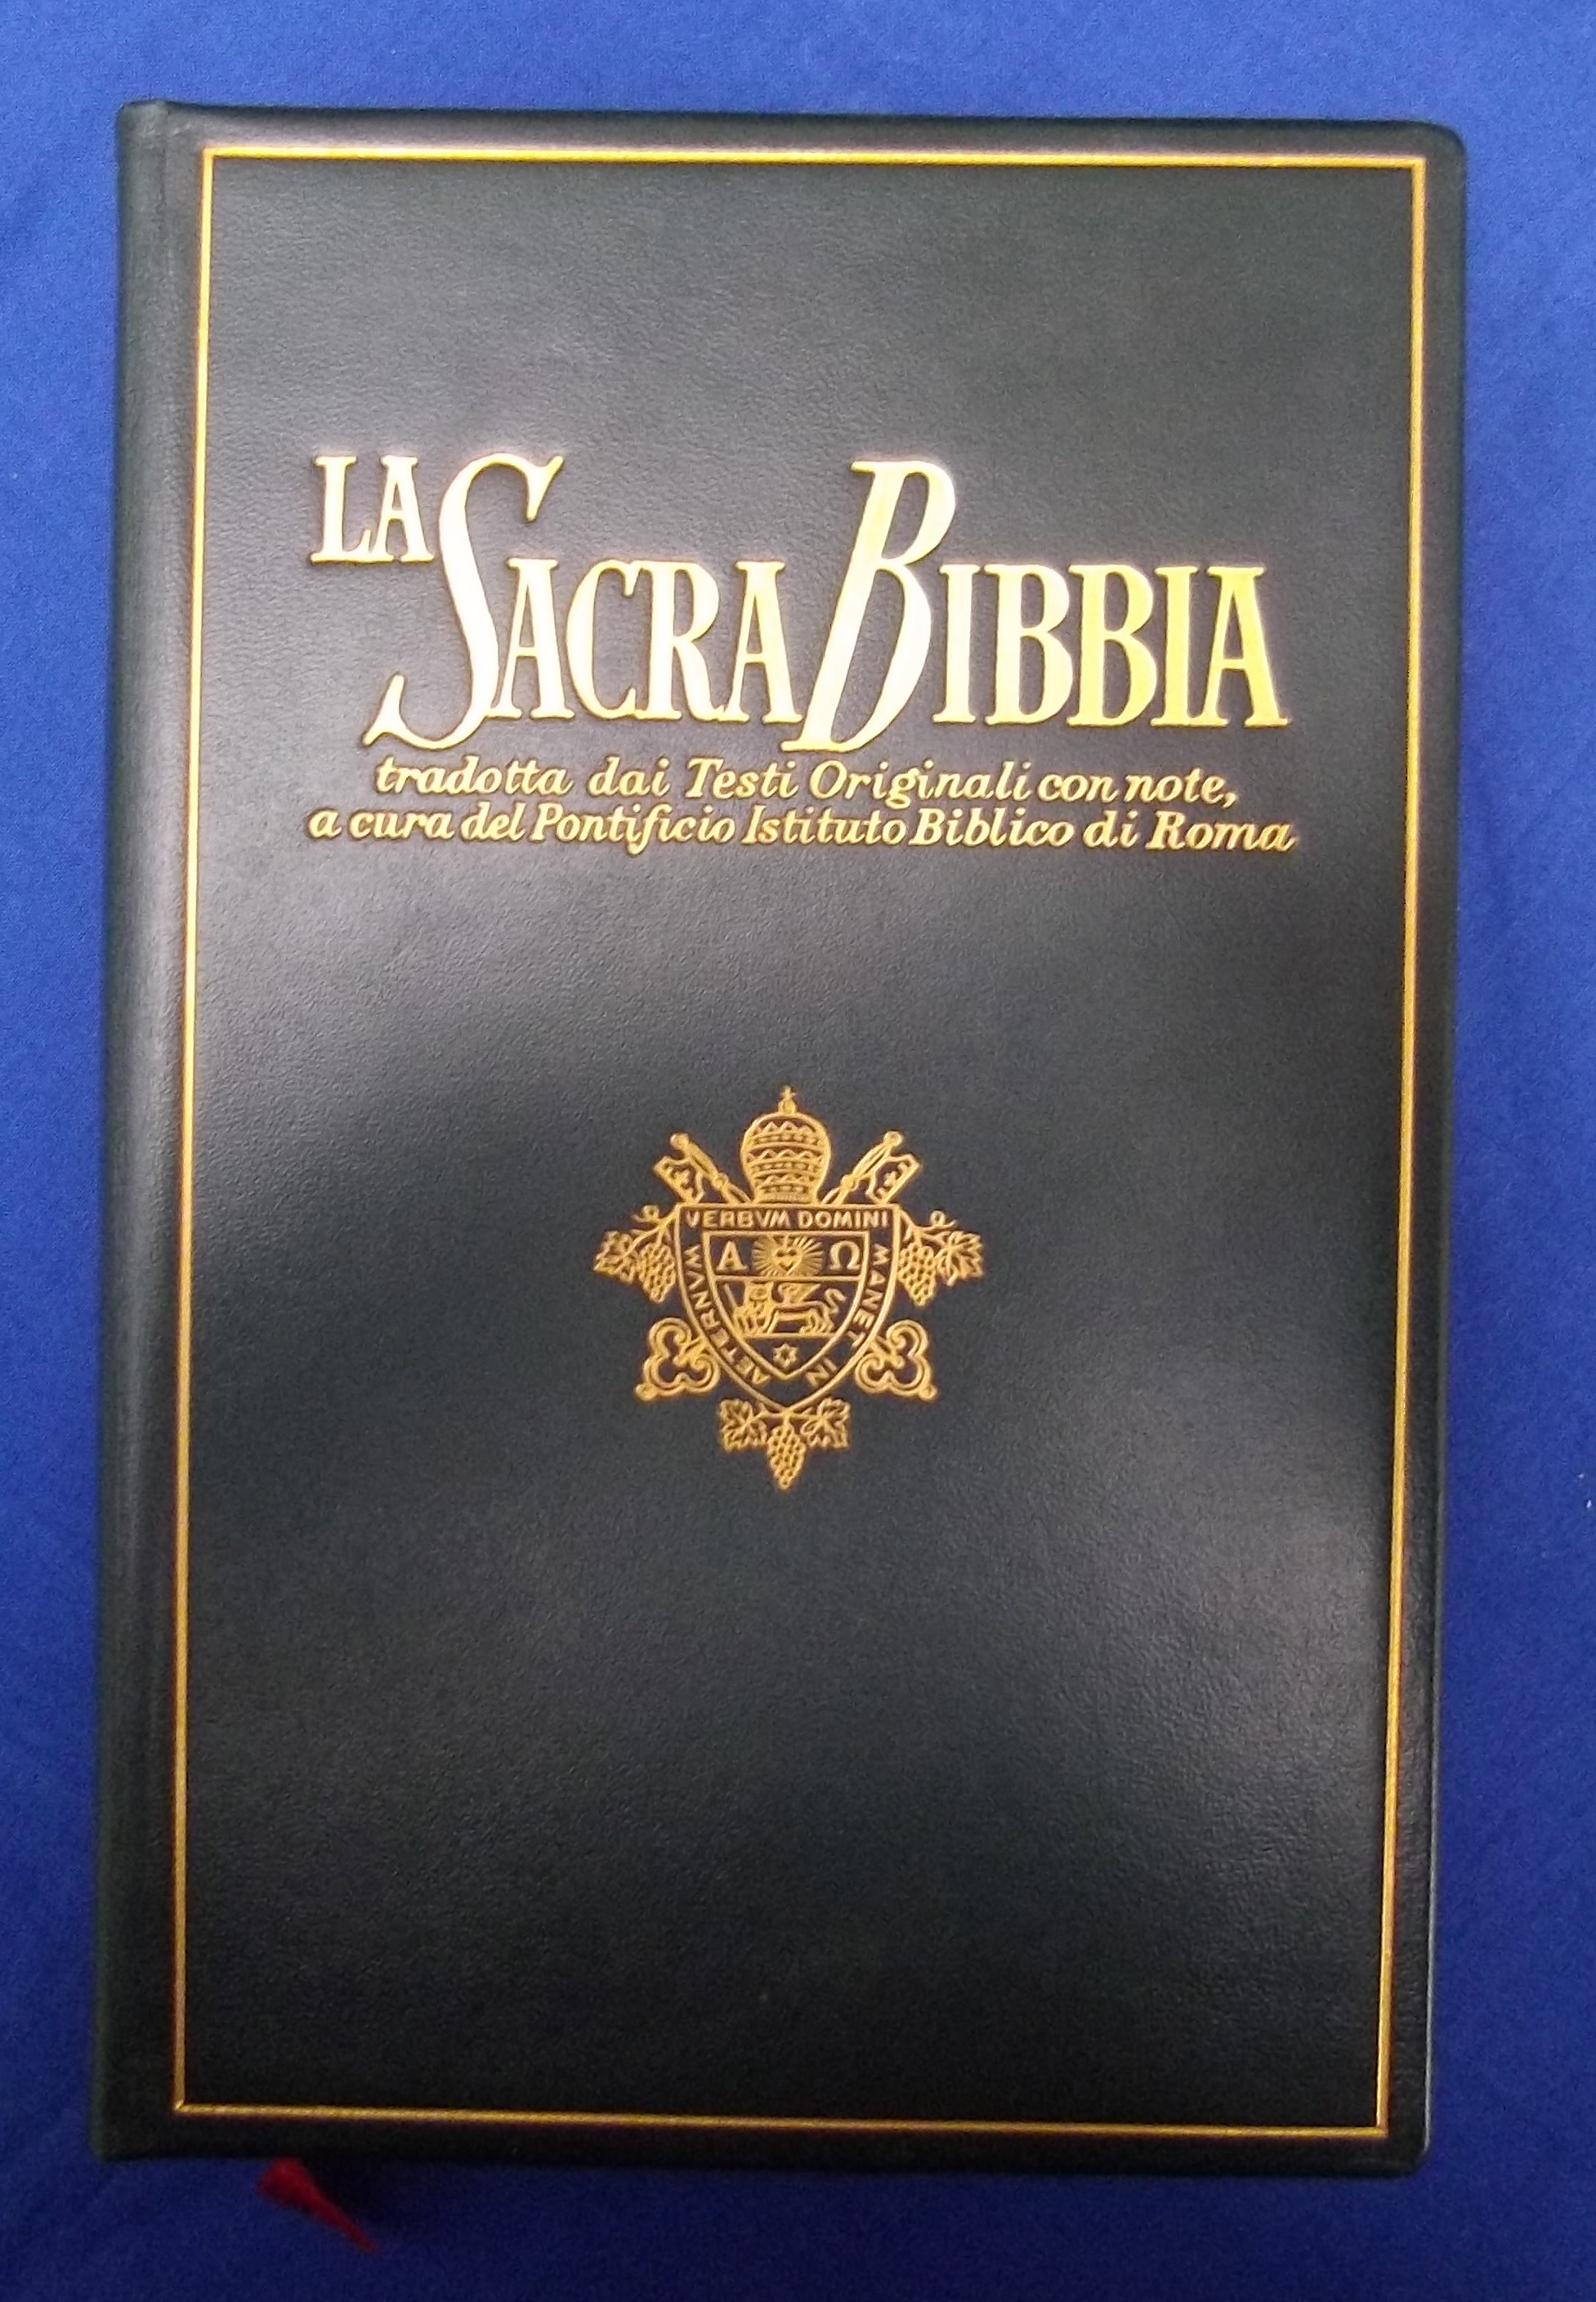 LA SACRA BIBBIA
tradotta dai Testi Originali con note,
a cura del Pontificio Istituto Biblico di Roma
VERBVM DOMINI
MANET IN
AETERNVM
A Ω